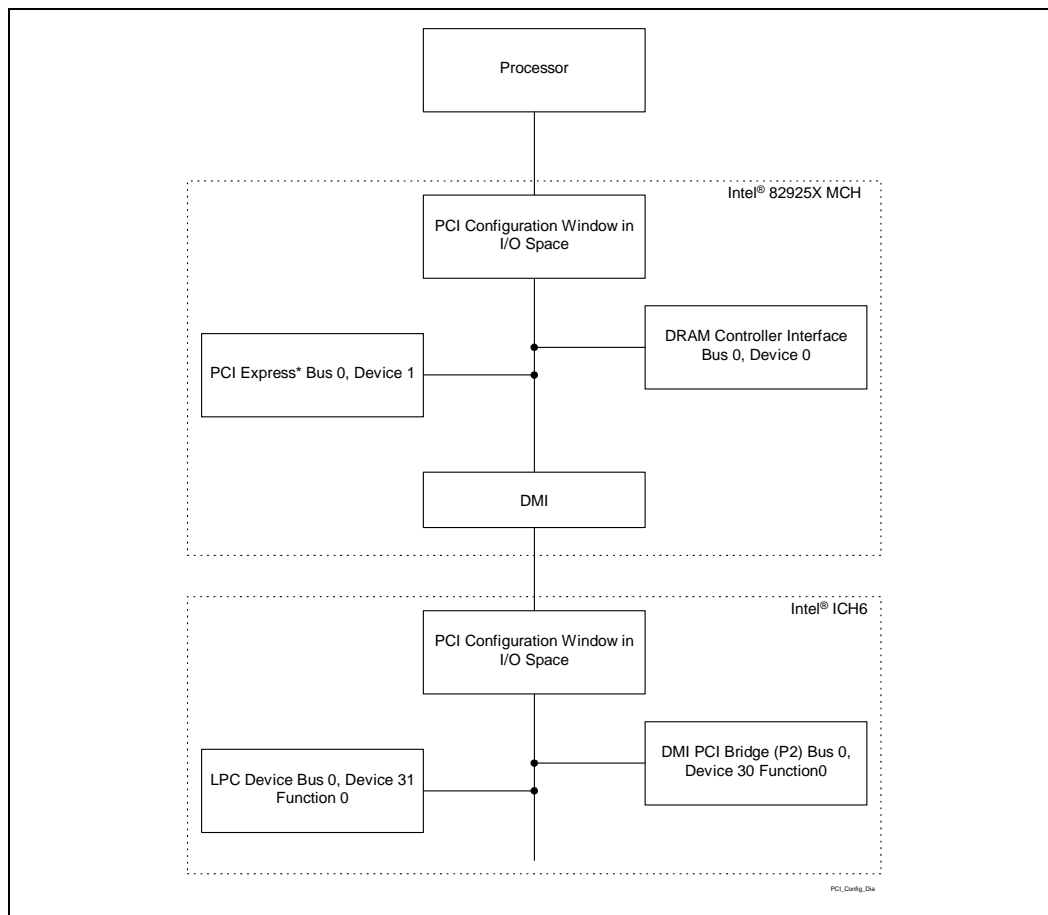 Processor
Intel® 82925X MCH
PCI Configuration Window in
I/O Space
DRAM Controller Interface
Bus 0, Device 0
PCI Express* Bus 0, Device 1
DMI
Intel® ICH6
PCI Configuration Window in
I/O Space
DMI PCI Bridge (P2) Bus 0,
Device 30 Function0
LPC Device Bus 0, Device 31
Function 0
PCI_Config_Dia